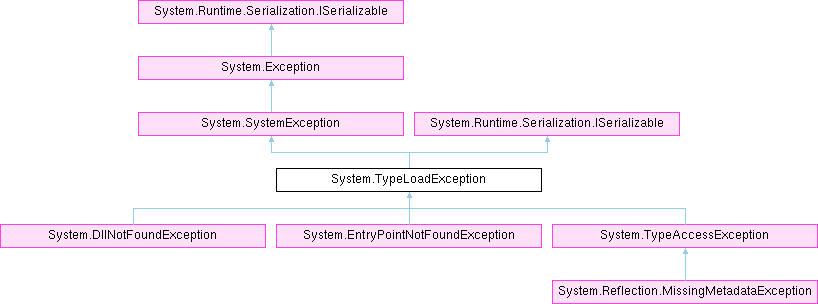 System.Runtime.Serialization.ISerializable
System.Exception
System.SystemException
System.Runtime.Serialization.ISerializable
System.TypeLoadException
System.DllNotFoundException
System.EntryPointNotFoundException
System.TypeAccessException
System.Reflection.MissingMetadataException